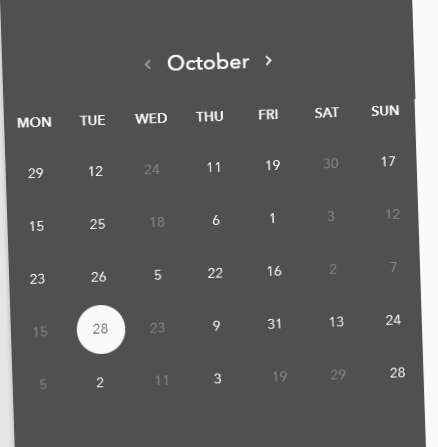 ‹ October ›
MON TUE WED THU FRI SAT SUN
29 12 24 11 19 30 17
15 25 18 6 1 3 12
23 26 5 22 16 2 7
15 28 23 9 31 13 24
5 2 11 3 19 29 28